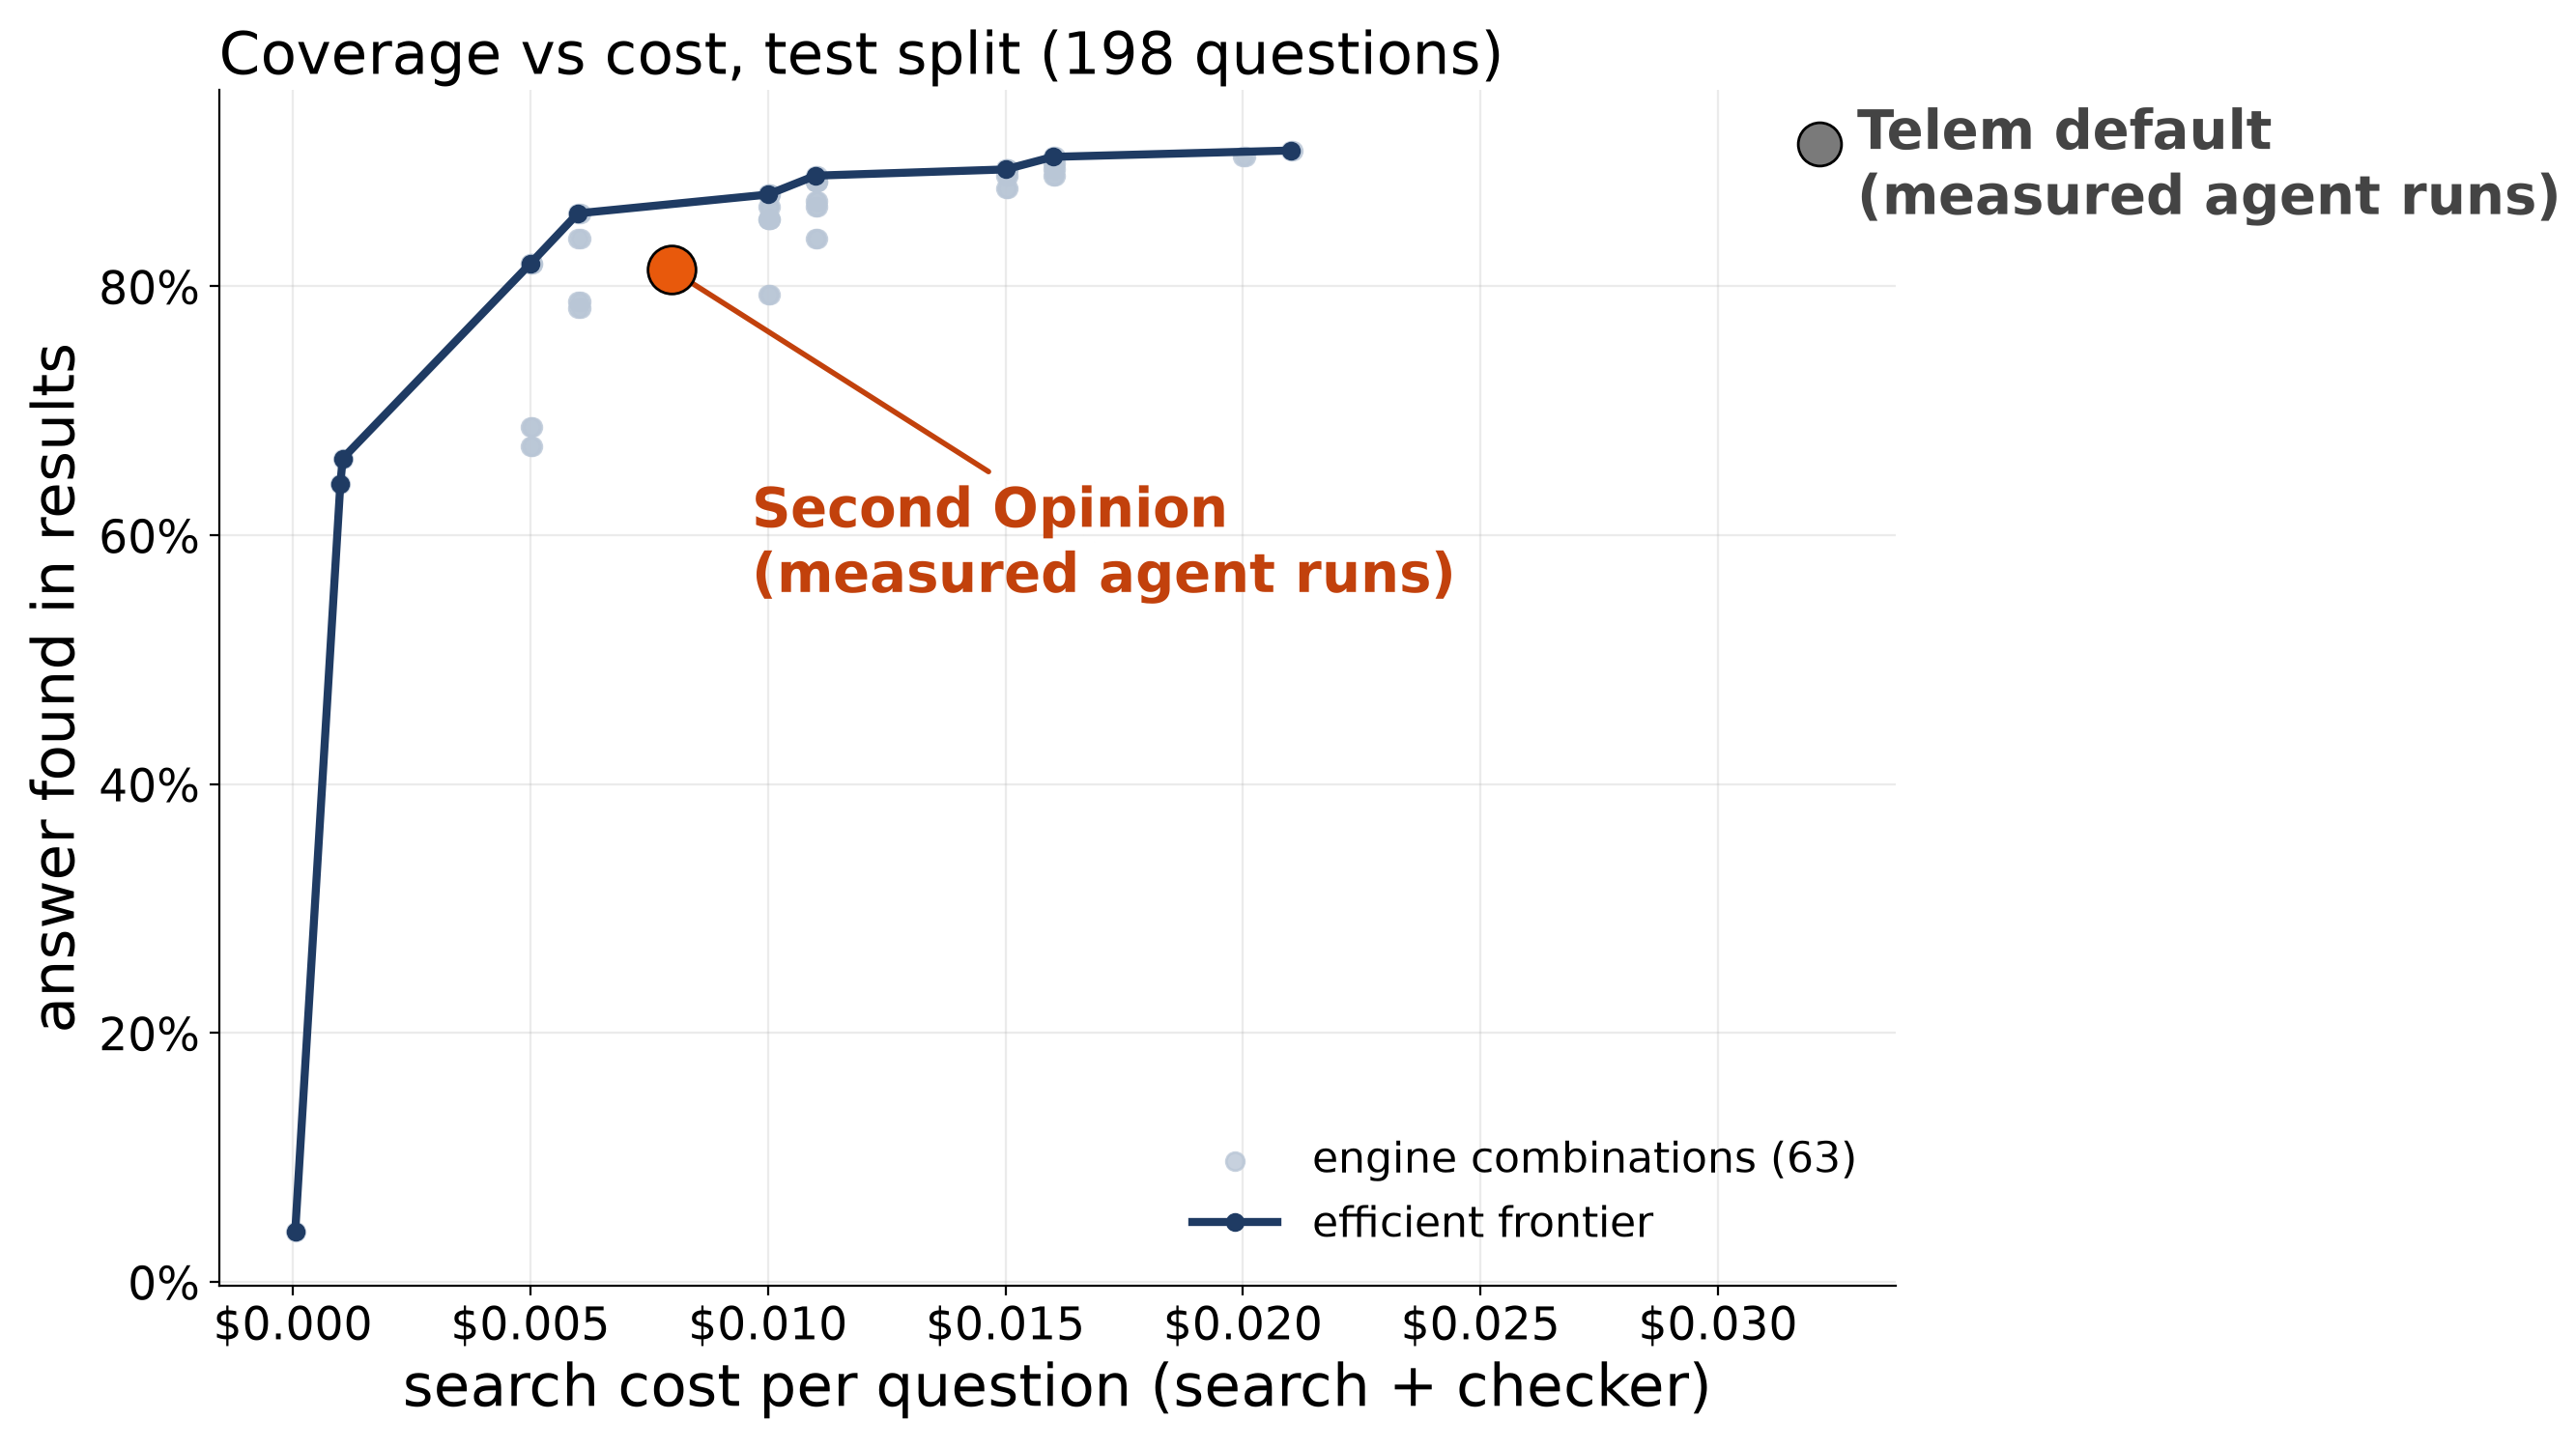 Coverage vs cost, test split (198 questions)
Telem default
(measured agent runs)
answer found in results
80%
60%
40%
20%
0%
Second Opinion
(measured agent runs)
engine combinations (63)
efficient frontier
$0.000
$0.005
$0.010
$0.015
$0.020
$0.025
$0.030
search cost per question (search + checker)